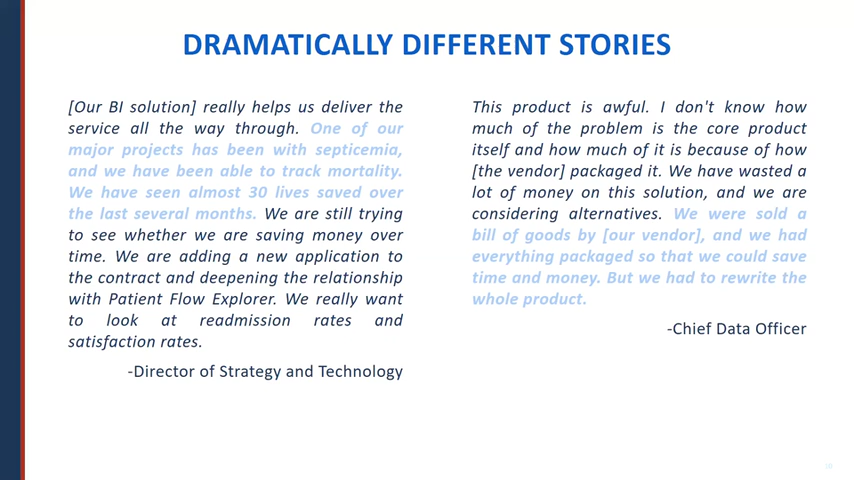 DRAMATICALLY DIFFERENT STORIES
[Our BI solution] really helps us deliver the
service all the way through. One of our
major projects has been with septicemia,
and we have been able to track mortality.
We have seen almost 30 lives saved over
the last several months. We are still trying
to see whether we are saving money over
time. We are adding a new application to
the contract and deepening the relationship
with Patient Flow Explorer. We really want
to look at readmission rates and
satisfaction rates.
-Director of Strategy and Technology
This product is awful. I don't know how
much of the problem is the core product
itself and how much of it is because of how
[the vendor] packaged it. We have wasted a
lot of money on this solution, and we are
considering alternatives. We were sold a
bill of goods by [our vendor], and we had
everything packaged so that we could save
time and money. But we had to rewrite the
whole product.
-Chief Data Officer